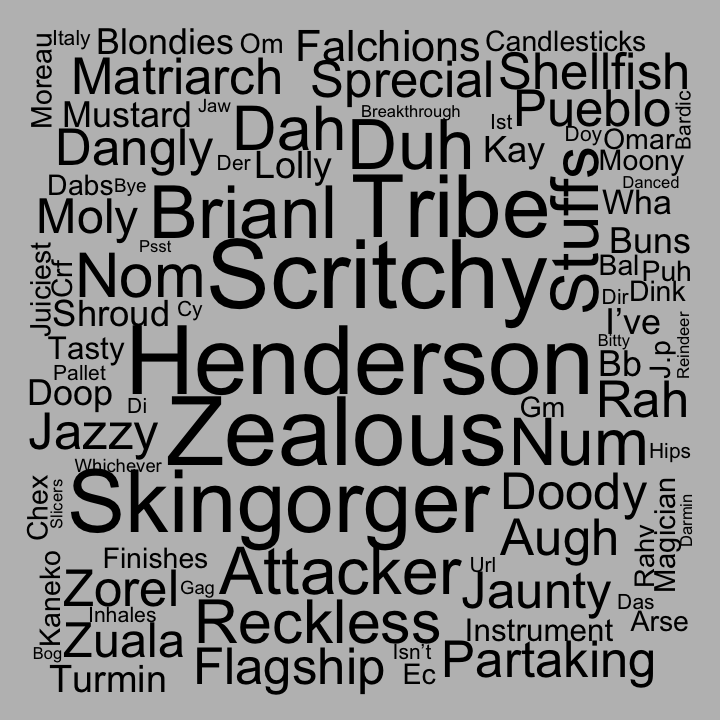 Italy Blondies Om Falchions Candlesticks
Moreau
Matriarch Sprecial Shellfish
Mustard Jaw Dah Breakthrough Pueblo
Bardic
Dangly Der Lolly Duh Ist Kay Doy Omar
Moony
Dabs Bye Danced
Moly Brianl Tribe Stuffs Wha
Psst Buns
Juiciest Crf Nom Scritchy Bal Puh
Dir Dink
Shroud Cy I've
Tasty Henderson Bitty
Pallet Bb J.p Reindeer
Doop Di Gm Rah
Jazzy Zealous Num Hips
Whichever
Chex Slicers Skingorger Doody
Augh Rahy Magician Darmin
Finishes Attacker Url
Kaneko Zorel Gag Jaunty Das
Inhales Reckless Instrument Arse
Bog Zuala Isn't
Turmin Flagship Ec Partaking